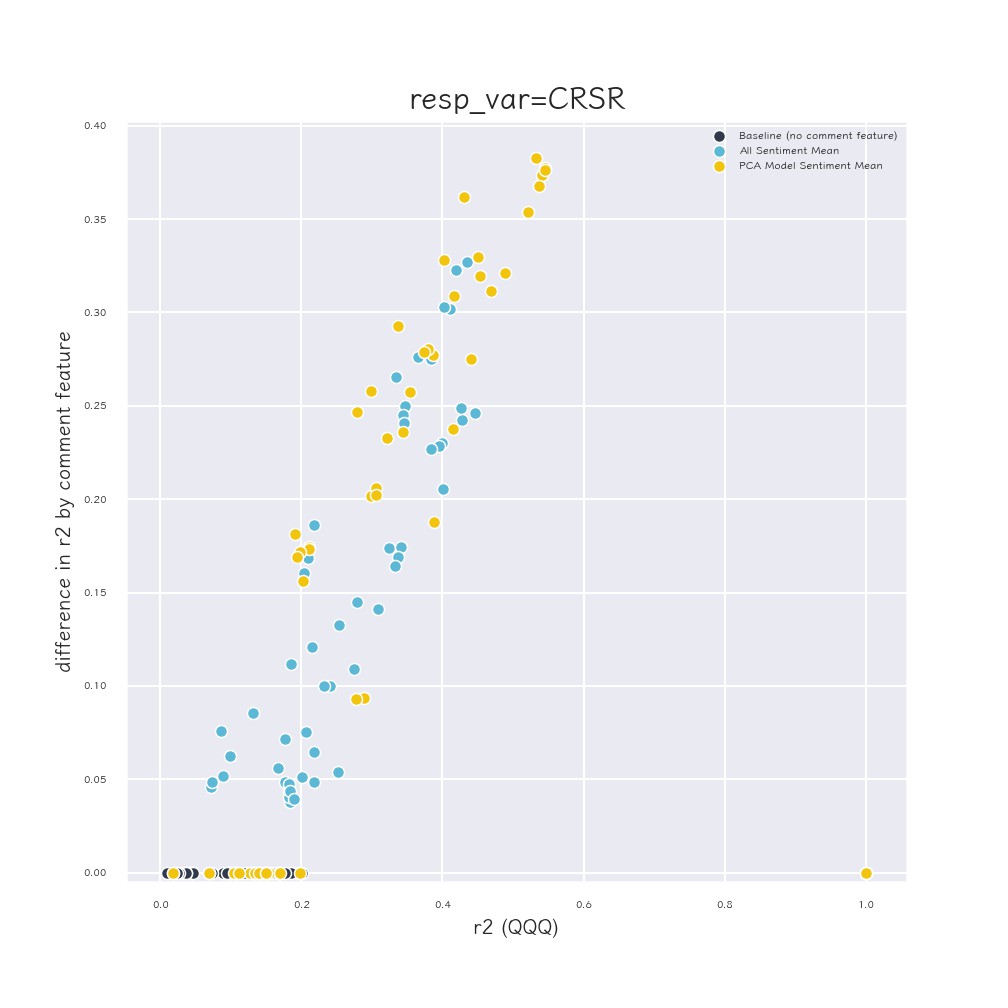 resp_var=CRSR
0.40
0.35
0.30
0.25
0.20
0.15
0.10
0.05
0.00
difference in r2 by comment feature
Baseline (no comment feature)
All Sentiment Mean
PCA Model Sentiment Mean
0.0 0.2 0.4 0.6 0.8 1.0
r2 (QQQ)